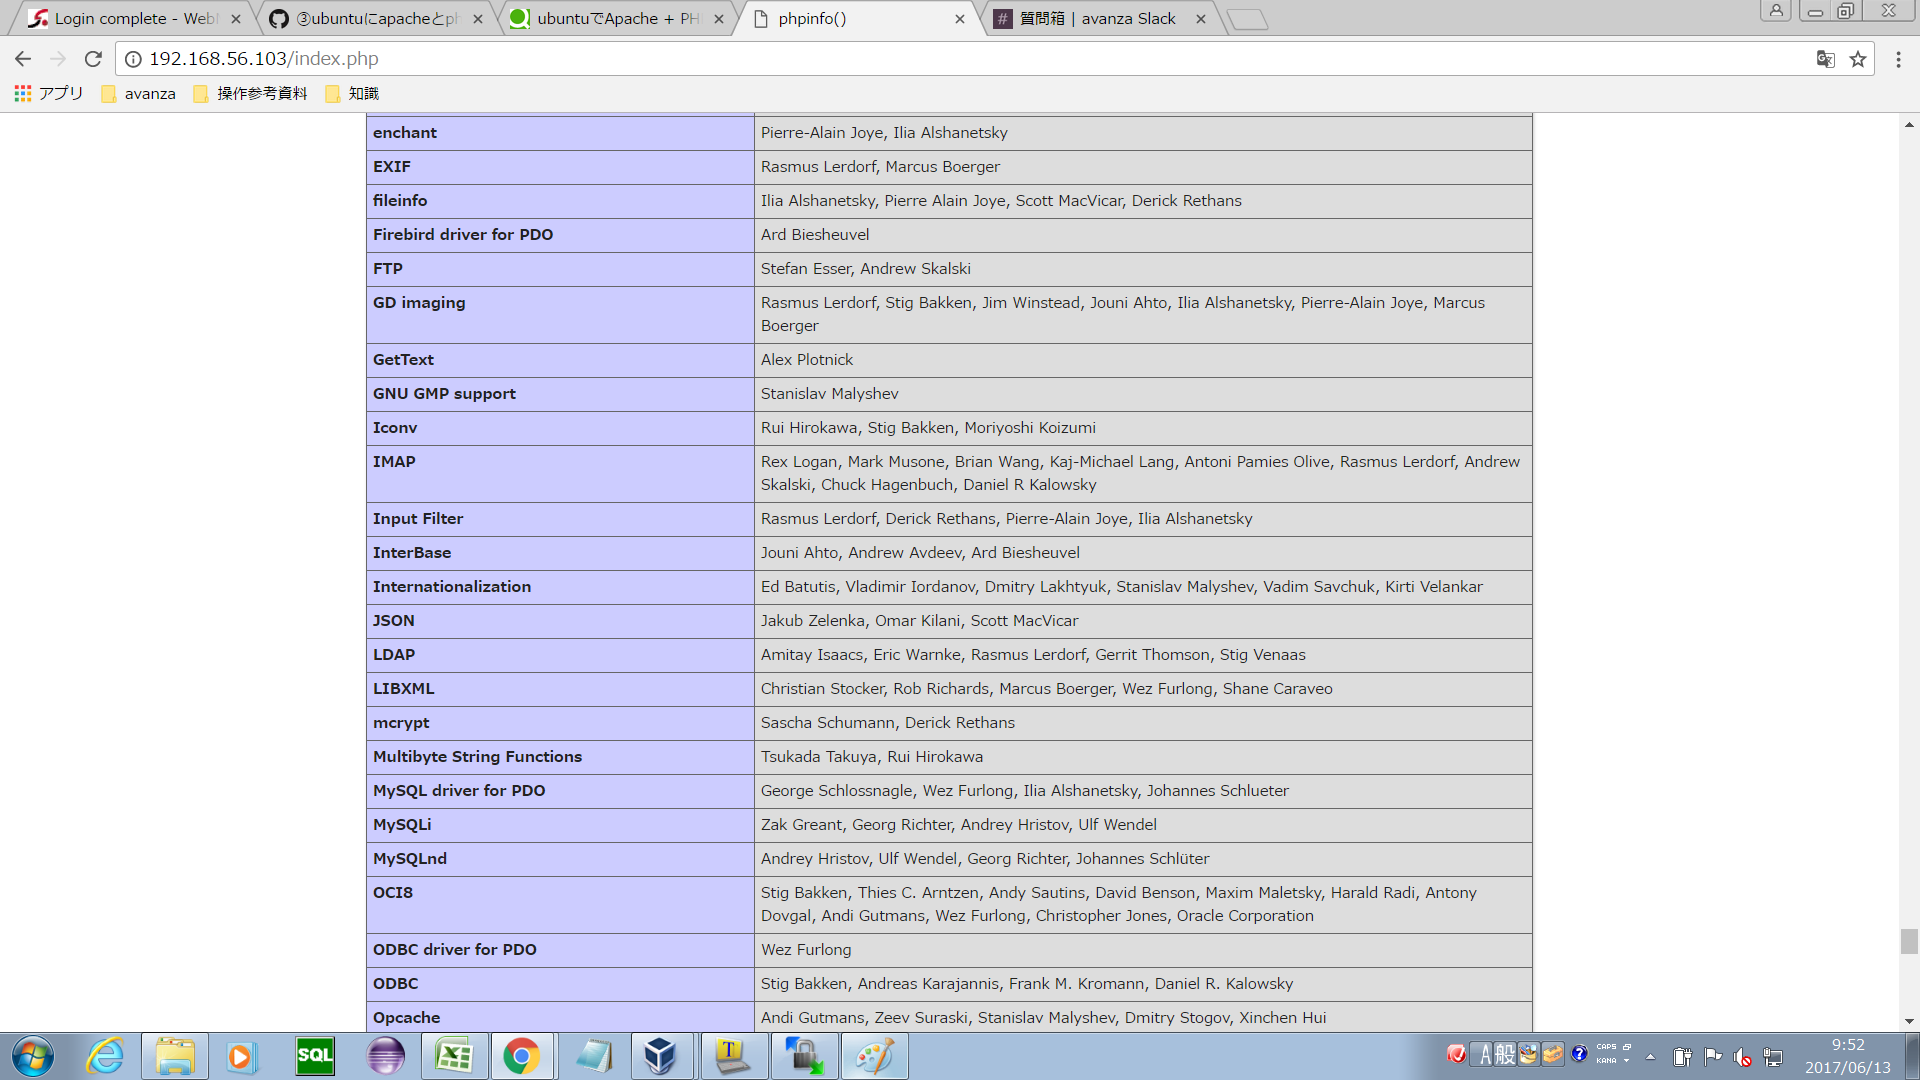 Login complete - Web
③ubuntuにapacheとph
ubuntuでApache + PH
phpinfo()
質問箱 | avanza Slack
192.168.56.103/index.php
アプリ avanza 操作参考資料 知識
enchant Pierre-Alain Joye, Ilia Alshanetsky
EXIF Rasmus Lerdorf, Marcus Boerger
fileinfo Ilia Alshanetsky, Pierre Alain Joye, Scott MacVicar, Derick Rethans
Firebird driver for PDO Ard Biesheuvel
FTP Stefan Esser, Andrew Skalski
GD imaging Rasmus Lerdorf, Stig Bakken, Jim Winstead, Jouni Ahto, Ilia Alshanetsky, Pierre-Alain Joye, Marcus
Boerger
GetText Alex Plotnick
GNU GMP support Stanislav Malyshev
Iconv Rui Hirokawa, Stig Bakken, Moriyoshi Koizumi
IMAP Rex Logan, Mark Musone, Brian Wang, Kaj-Michael Lang, Antoni Pamies Olive, Rasmus Lerdorf, Andrew
Skalski, Chuck Hagenbuch, Daniel R Kalowsky
Input Filter Rasmus Lerdorf, Derick Rethans, Pierre-Alain Joye, Ilia Alshanetsky
InterBase Jouni Ahto, Andrew Avdeev, Ard Biesheuvel
Internationalization Ed Batutis, Vladimir Iordanov, Dmitry Lakhtyuk, Stanislav Malyshev, Vadim Savchuk, Kirti Velankar
JSON Jakub Zelenka, Omar Kilani, Scott MacVicar
LDAP Amitay Isaacs, Eric Warnke, Rasmus Lerdorf, Gerrit Thomson, Stig Venaas
LIBXML Christian Stocker, Rob Richards, Marcus Boerger, Wez Furlong, Shane Caraveo
mcrypt Sascha Schumann, Derick Rethans
Multibyte String Functions Tsukada Takuya, Rui Hirokawa
MySQL driver for PDO George Schlossnagle, Wez Furlong, Ilia Alshanetsky, Johannes Schlueter
MySQLi Zak Greant, Georg Richter, Andrey Hristov, Ulf Wendel
MySQLnd Andrey Hristov, Ulf Wendel, Georg Richter, Johannes Schlüter
OCI8 Stig Bakken, Thies C. Arntzen, Andy Sautins, David Benson, Maxim Maletsky, Harald Radi, Antony
Dovgal, Andi Gutmans, Wez Furlong, Christopher Jones, Oracle Corporation
ODBC driver for PDO Wez Furlong
ODBC Stig Bakken, Andreas Karajannis, Frank M. Kromann, Daniel R. Kalowsky
Opcache Andi Gutmans, Zeev Suraski, Stanislav Malyshev, Dmitry Stogov, Xinchen Hui
SQL
A 般
CAPS
KANA
9:52
2017/06/13